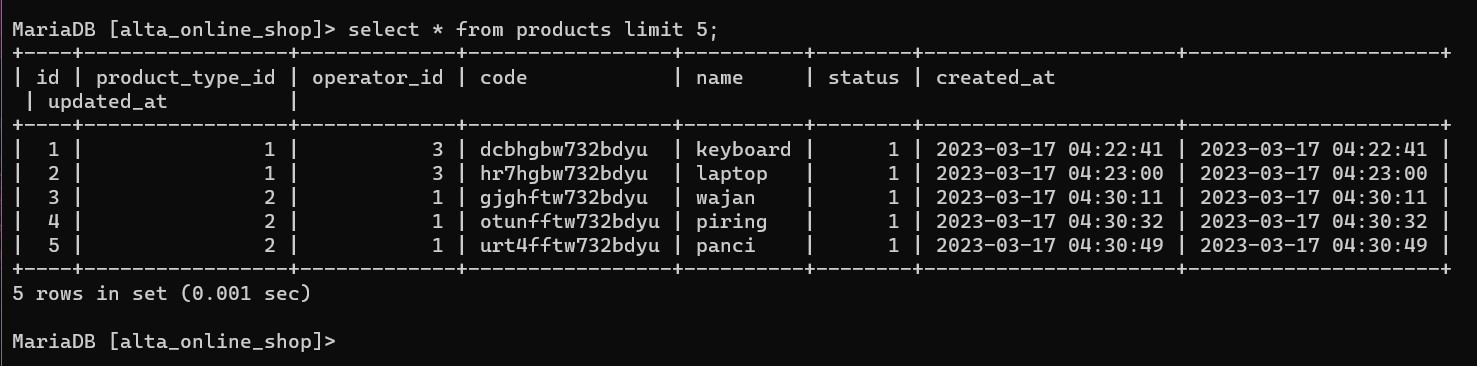 MariaDB [alta_online_shop]> select * from products limit 5;
+----+-----------------+-------------+----------------+----------+--------+---------------------+---------------------+
| id | product_type_id | operator_id | code           | name     | status | created_at
 | updated_at          |
+----+-----------------+-------------+----------------+----------+--------+---------------------+---------------------+
|  1 |               1 |           3 | dcbhgbw732bdyu | keyboard |      1 | 2023-03-17 04:22:41 | 2023-03-17 04:22:41 |
|  2 |               1 |           3 | hr7hgbw732bdyu | laptop   |      1 | 2023-03-17 04:23:00 | 2023-03-17 04:23:00 |
|  3 |               2 |           1 | gjghftw732bdyu | wajan    |      1 | 2023-03-17 04:30:11 | 2023-03-17 04:30:11 |
|  4 |               2 |           1 | otunfftw732bdyu | piring   |      1 | 2023-03-17 04:30:32 | 2023-03-17 04:30:32 |
|  5 |               2 |           1 | urt4fftw732bdyu | panci    |      1 | 2023-03-17 04:30:49 | 2023-03-17 04:30:49 |
+----+-----------------+-------------+----------------+----------+--------+---------------------+---------------------+
5 rows in set (0.001 sec)
MariaDB [alta_online_shop]>